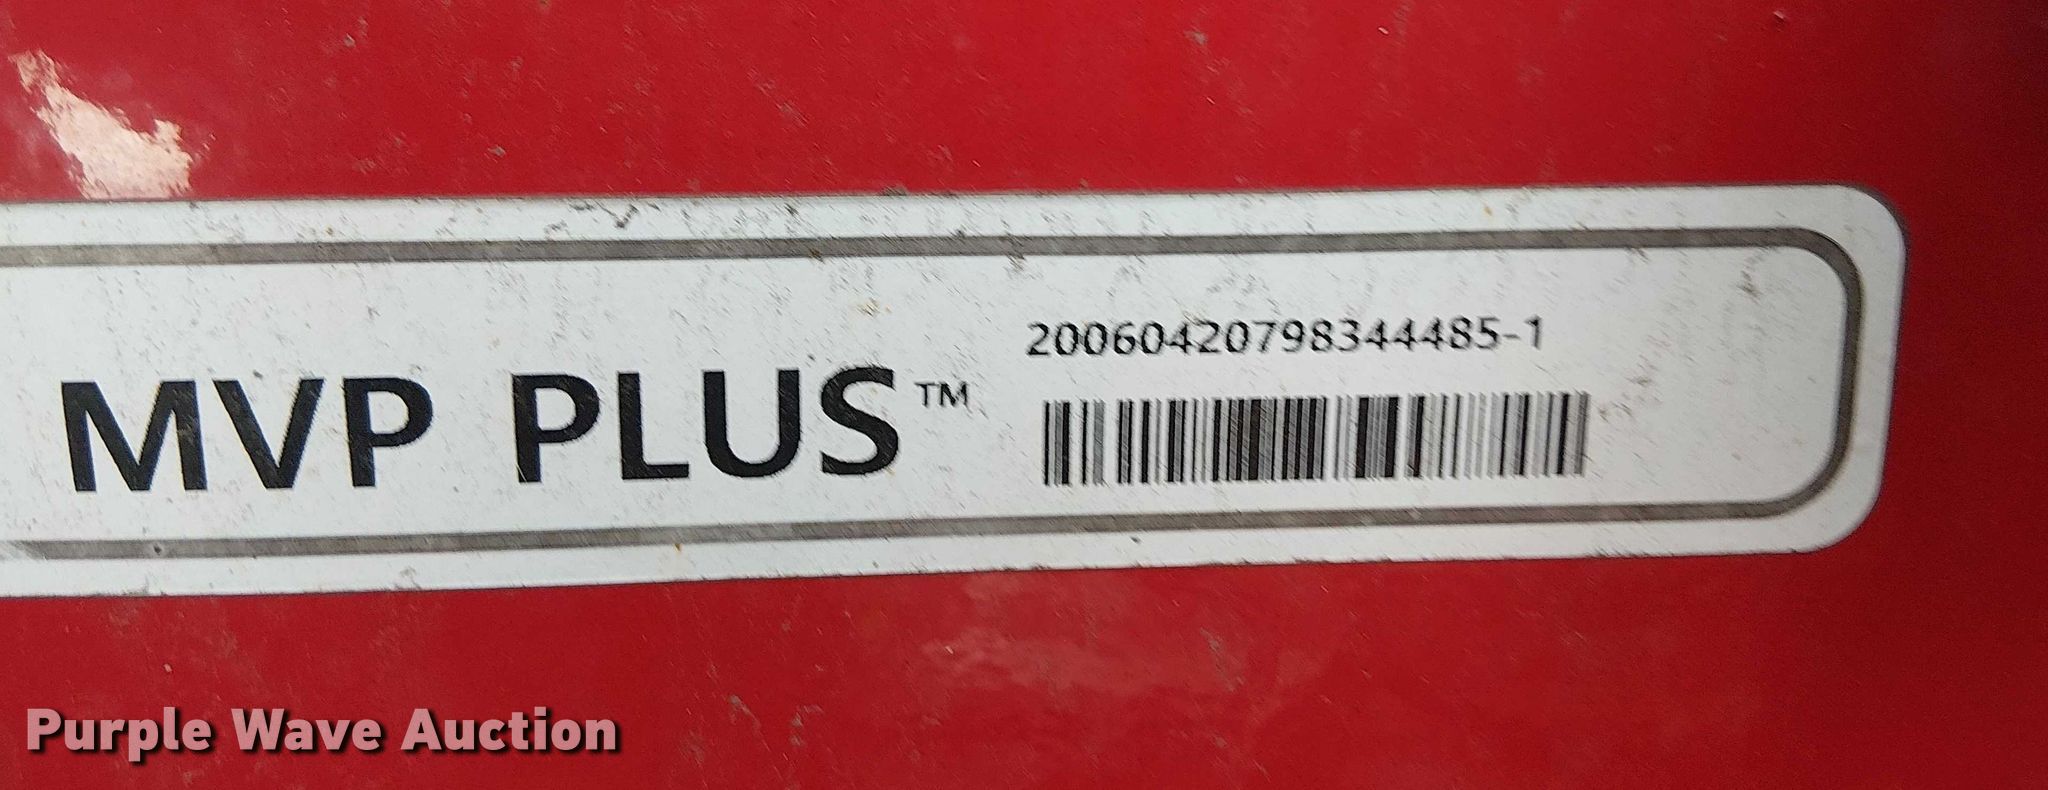 20060420798344485-1
MVP PLUS™
Purple Wave Auction